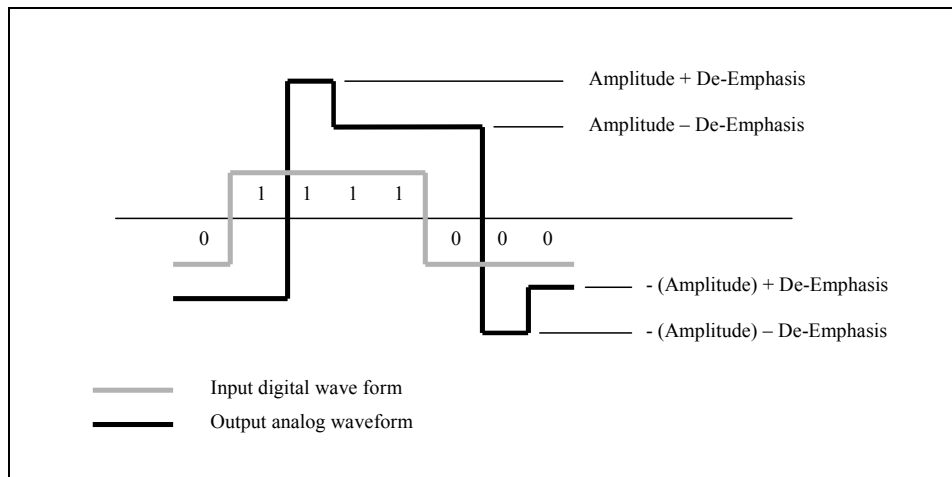 Amplitude + De-Emphasis
Amplitude – De-Emphasis
1 1 1 1
0 0 0 0
- (Amplitude) + De-Emphasis
- (Amplitude) – De-Emphasis
Input digital wave form
Output analog waveform